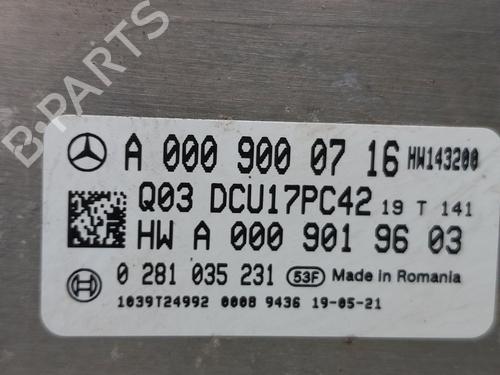 A 000 900 07 16 HW143200
Q03 DCU17PC42 19 T 141
HW A 000 901 96 03
0 281 035 231 53F Made in Romania
1039T24992 0008 9436 19-05-21
B-PARTS